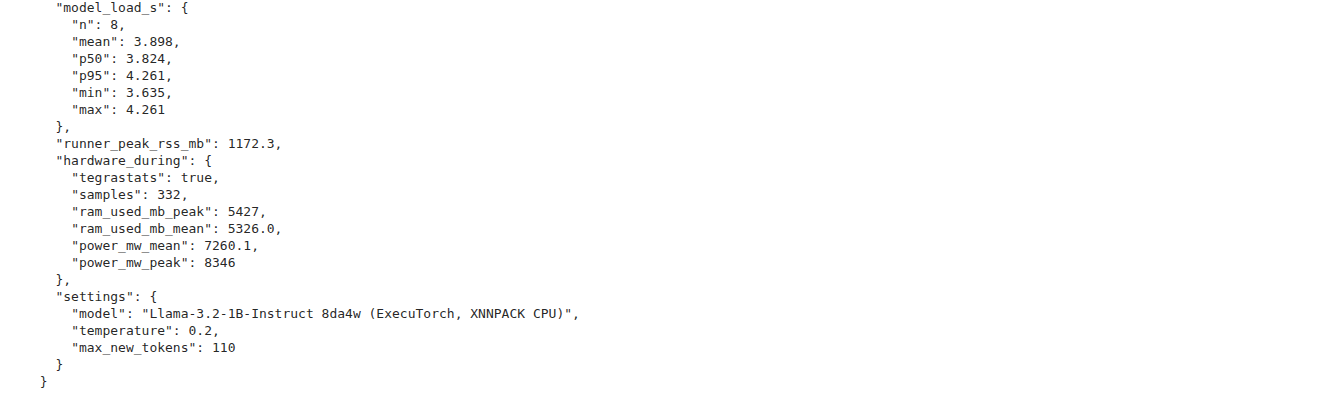 "model_load_s": {
"n": 8,
"mean": 3.898,
"p50": 3.824,
"p95": 4.261,
"min": 3.635,
"max": 4.261
},
"runner_peak_rss_mb": 1172.3,
"hardware_during": {
"tegrastats": true,
"samples": 332,
"ram_used_mb_peak": 5427,
"ram_used_mb_mean": 5326.0,
"power_mw_mean": 7260.1,
"power_mw_peak": 8346
},
"settings": {
"model": "Llama-3.2-1B-Instruct 8da4w (ExecuTorch, XNNPACK CPU)",
"temperature": 0.2,
"max_new_tokens": 110
}
}